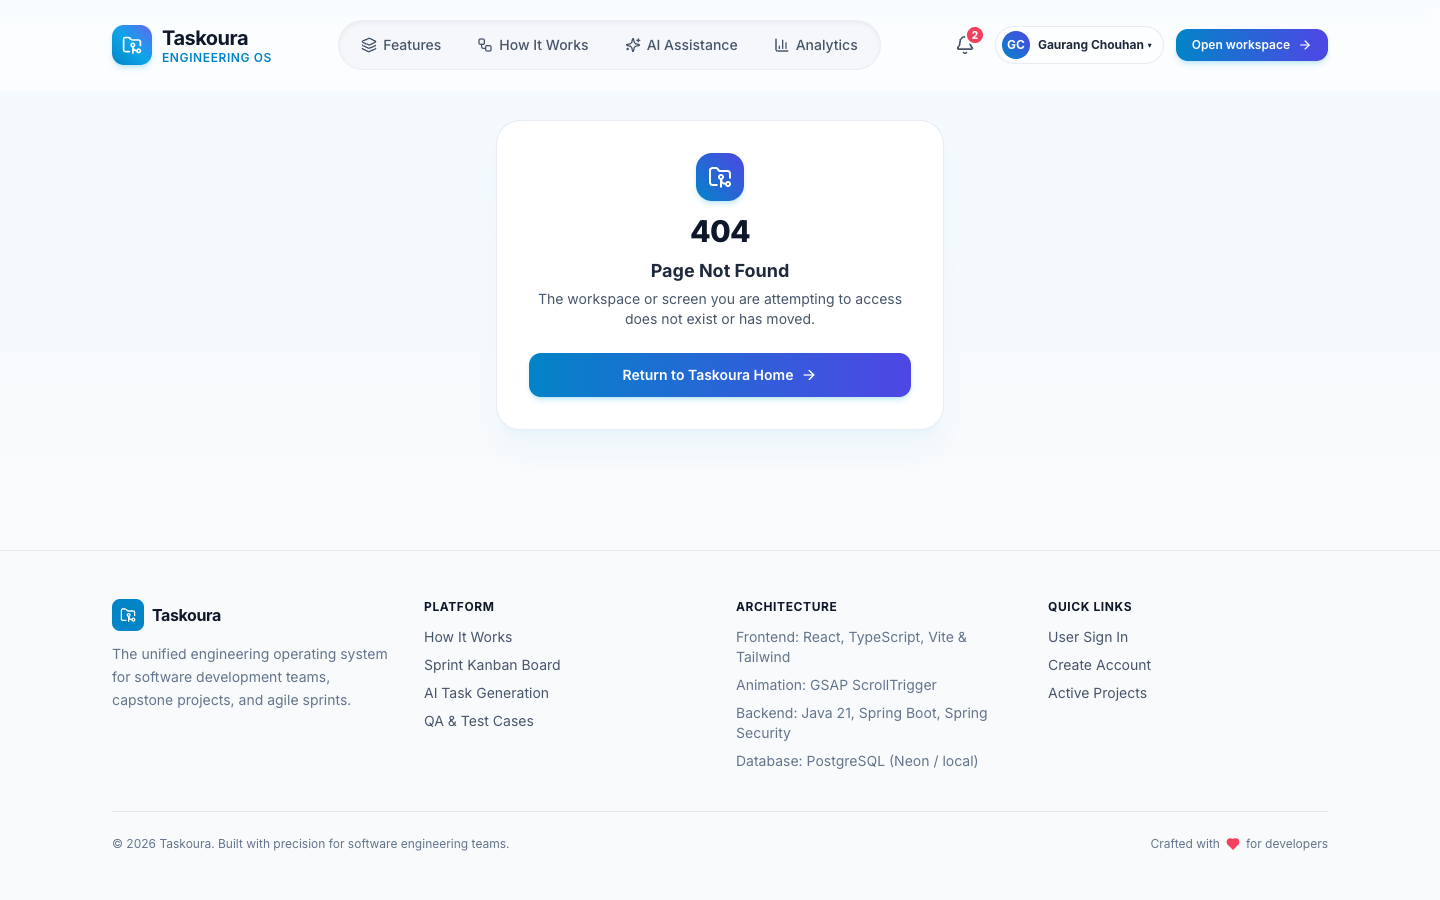 Taskoura
ENGINEERING OS
Features
How It Works
AI Assistance
Analytics
2
GC
Gaurang Chouhan
Open workspace
404
Page Not Found
The workspace or screen you are attempting to access
does not exist or has moved.
Return to Taskoura Home
Taskoura
The unified engineering operating system
for software development teams,
capstone projects, and agile sprints.
PLATFORM
How It Works
Sprint Kanban Board
AI Task Generation
QA & Test Cases
ARCHITECTURE
Frontend: React, TypeScript, Vite &
Tailwind
Animation: GSAP ScrollTrigger
Backend: Java 21, Spring Boot, Spring
Security
Database: PostgreSQL (Neon / local)
QUICK LINKS
User Sign In
Create Account
Active Projects
© 2026 Taskoura. Built with precision for software engineering teams.
Crafted with ♥ for developers